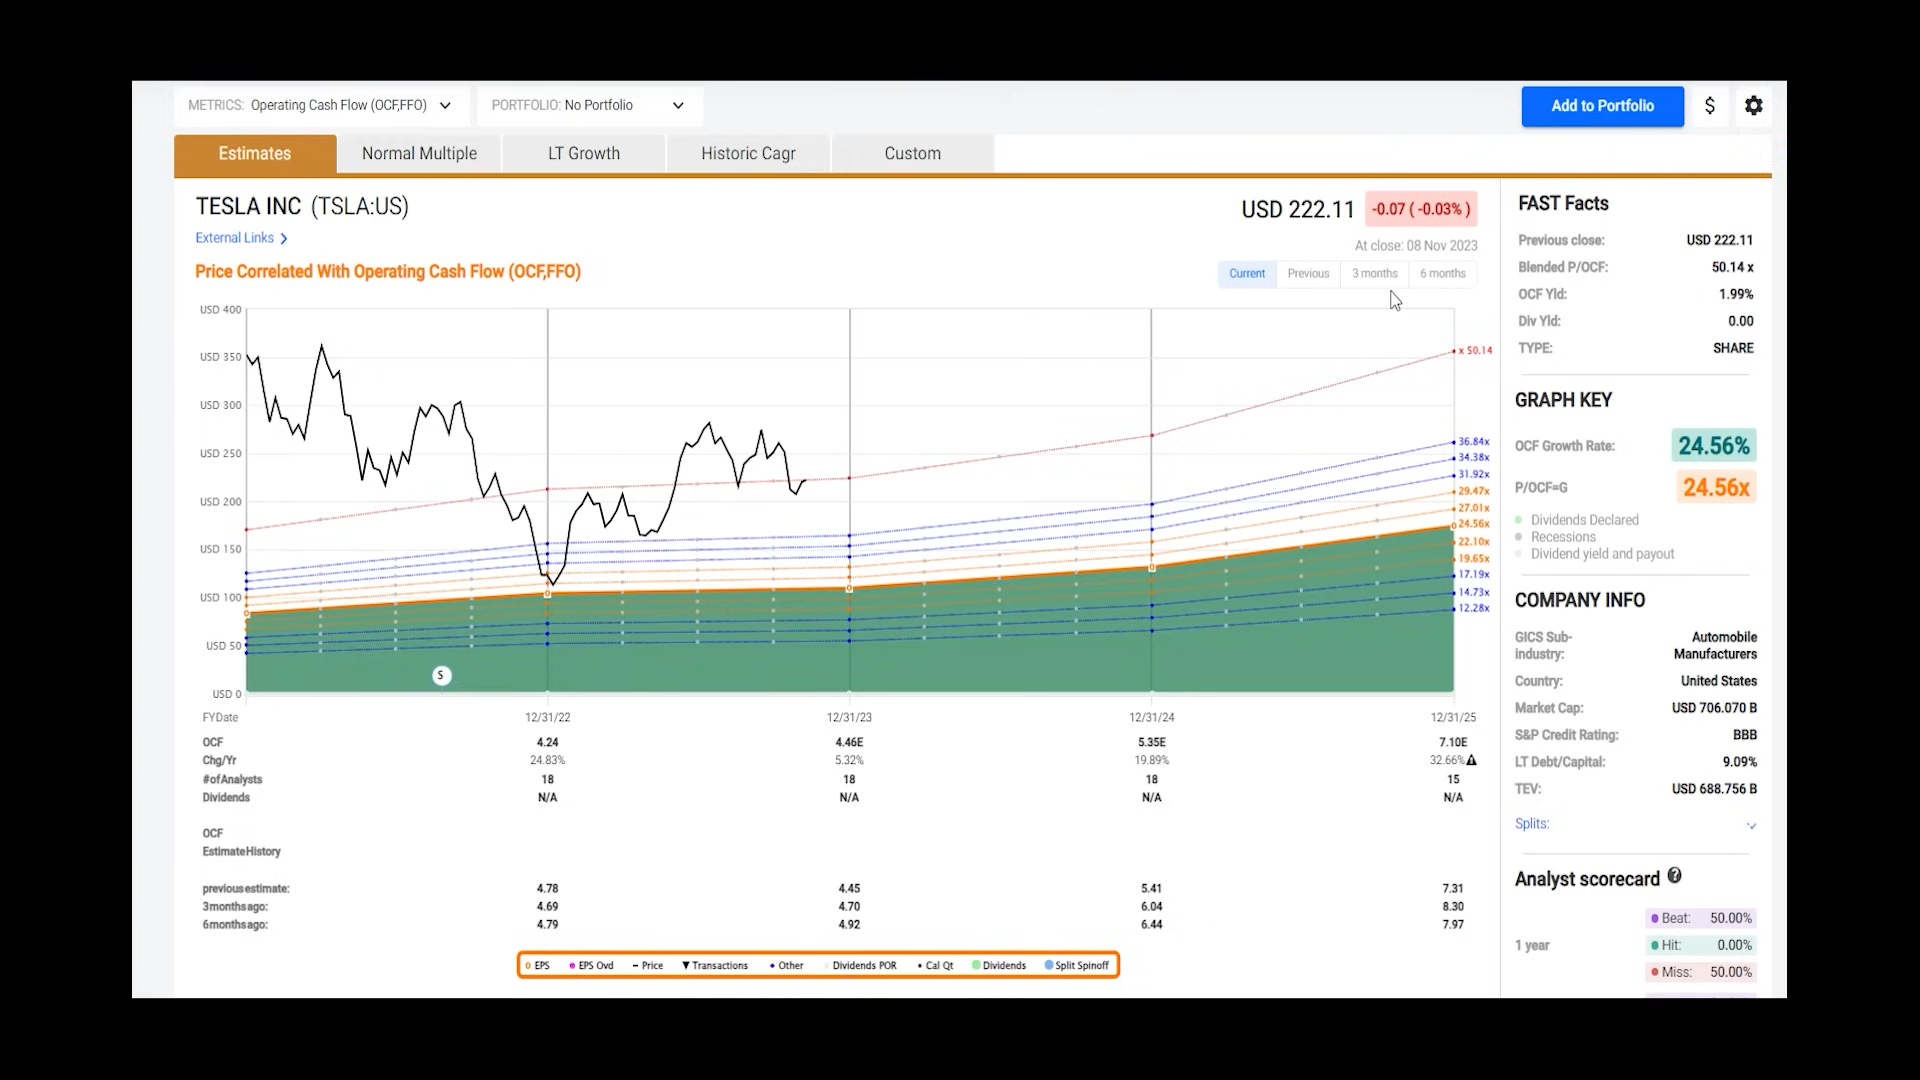 METRICS: Operating Cash Flow (OCF,FFO) PORTFOLIO: No Portfolio Add to Portfolio $
Estimates Normal Multiple LT Growth Historic Cagr Custom
TESLA INC (TSLA:US) USD 222.11 -0.07 ( -0.03% )
External Links
At close: 08 Nov 2023
Price Correlated With Operating Cash Flow (OCF,FFO)
Current Previous 3 months 6 months
USD 400
USD 350
USD 300
USD 250
USD 200
USD 150
USD 100
USD 50
USD 0
x 50.14
36.84x
34.38x
31.92x
29.47x
27.01x
24.56x
22.10x
19.65x
17.19x
14.73x
12.28x
S
FYDate 12/31/22 12/31/23 12/31/24 12/31/25
OCF 4.24 4.46E 5.35E 7.10E
Chg/Yr 24.83% 5.32% 19.89% 32.66%
#ofAnalysts 18 18 18 15
Dividends N/A N/A N/A N/A
OCF
EstimateHistory
previousestimate: 4.78 4.45 5.41 7.31
3monthsago: 4.69 4.70 6.04 8.30
6monthsago: 4.79 4.92 6.44 7.97
EPS EPS Ovd Price Transactions Other Dividends POR Cal Qt Dividends Split Spinoff
FAST Facts
Previous close: USD 222.11
Blended P/OCF: 50.14 x
OCF Yld: 1.99%
Div Yld: 0.00
TYPE: SHARE
GRAPH KEY
OCF Growth Rate: 24.56%
P/OCF=G 24.56x
Dividends Declared
Recessions
Dividend yield and payout
COMPANY INFO
GICS Sub- Automobile
industry: Manufacturers
Country: United States
Market Cap: USD 706.070 B
S&P Credit Rating: BBB
LT Debt/Capital: 9.09%
TEV: USD 688.756 B
Splits:
Analyst scorecard ?
Beat: 50.00%
1 year Hit: 0.00%
Miss: 50.00%